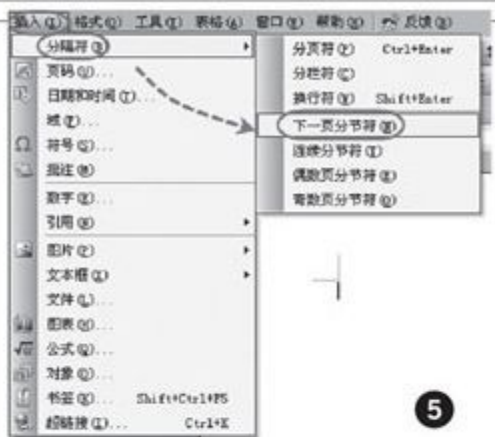 插入(I) 格式(O) 工具(T) 表格(A) 窗口(W) 帮助(H) 反馈(B)
分隔符(B)
页码(U)...
日期和时间(T)...
域(F)...
符号(S)...
批注(M)
数字(Z)...
引用(R)
图片(P)
文本框(X)
文件(L)...
图表(H)...
公式(Q)...
对象(O)...
书签(K)... Shift+Ctrl+F5
超链接(I)... Ctrl+K
分页符(P) Ctrl+Enter
分栏符(C)
换行符(W) Shift+Enter
下一页分节符(N)
连续分节符(T)
偶数页分节符(E)
奇数页分节符(O)
5